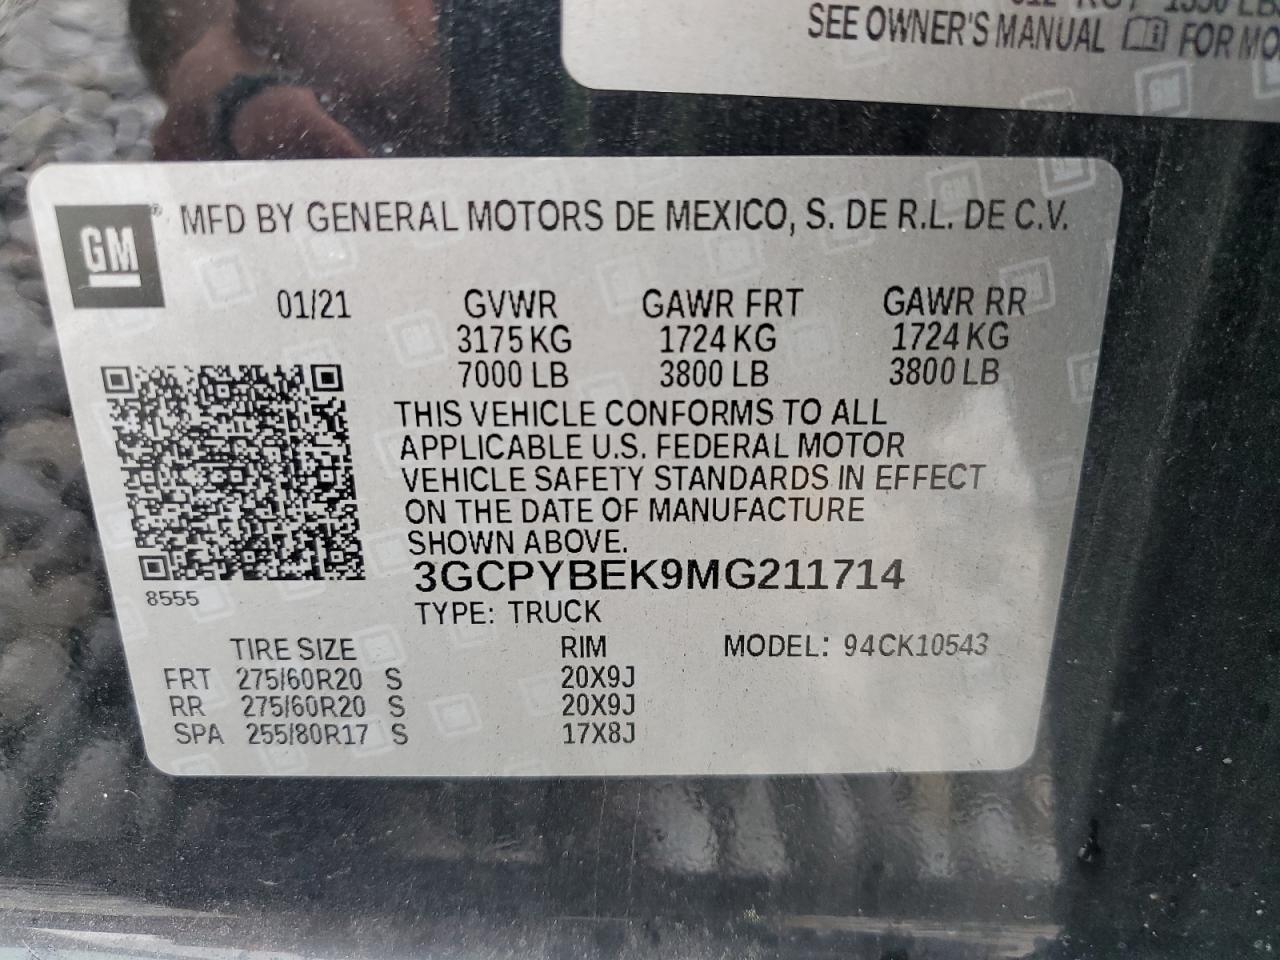 SEE OWNER'S MANUAL FOR
GM
MFD BY GENERAL MOTORS DE MEXICO, S. DE R.L. DE C.V.
01/21 GVWR GAWR FRT GAWR RR
3175 KG 1724 KG 1724 KG
7000 LB 3800 LB 3800 LB
THIS VEHICLE CONFORMS TO ALL
APPLICABLE U.S. FEDERAL MOTOR
VEHICLE SAFETY STANDARDS IN EFFECT
ON THE DATE OF MANUFACTURE
SHOWN ABOVE.
3GCPYBEK9MG211714
8555
TYPE: TRUCK
TIRE SIZE RIM MODEL: 94CK10543
FRT 275/60R20 S 20X9J
RR 275/60R20 S 20X9J
SPA 255/80R17 S 17X8J